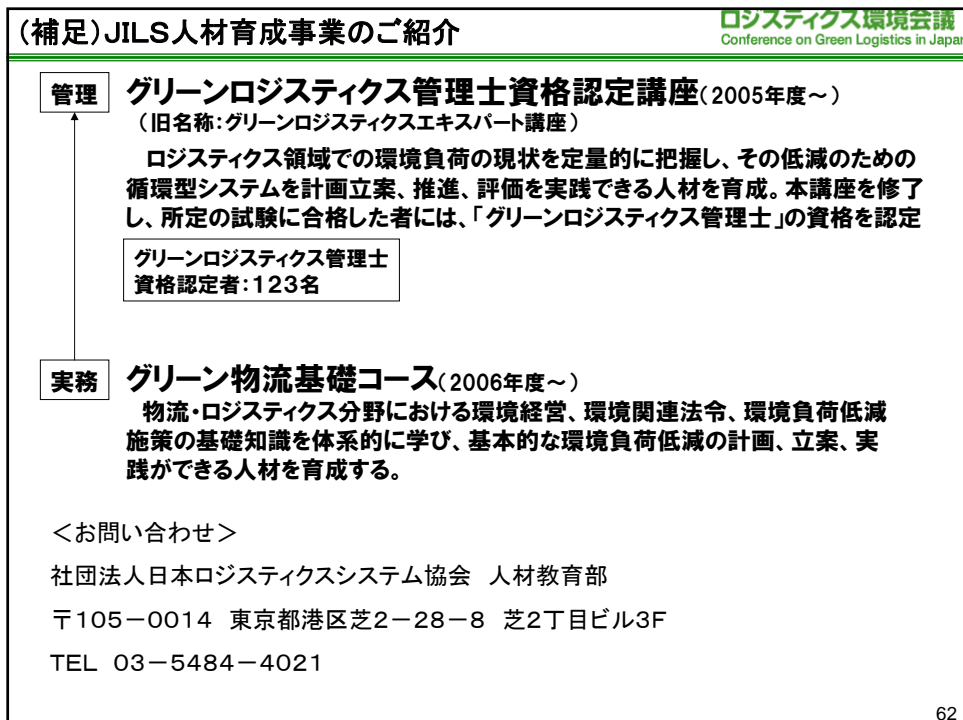 (補足)JILS人材育成事業のご紹介
ロジスティクス環境会議
Conference on Green Logistics in Japan
管理
グリーンロジスティクス管理士資格認定講座(2005年度~)
(旧名称:グリーンロジスティクスエキスパート講座)
ロジスティクス領域での環境負荷の現状を定量的に把握し、その低減のための
循環型システムを計画立案、推進、評価を実践できる人材を育成。本講座を修了
し、所定の試験に合格した者には、「グリーンロジスティクス管理士」の資格を認定
グリーンロジスティクス管理士
資格認定者:123名
実務
グリーン物流基礎コース(2006年度~)
物流・ロジスティクス分野における環境経営、環境関連法令、環境負荷低減
施策の基礎知識を体系的に学び、基本的な環境負荷低減の計画、立案、実
践ができる人材を育成する。
<お問い合わせ>
社団法人日本ロジスティクスシステム協会 人材教育部
〒105-0014 東京都港区芝2-28-8 芝2丁目ビル3F
TEL 03-5484-4021
62